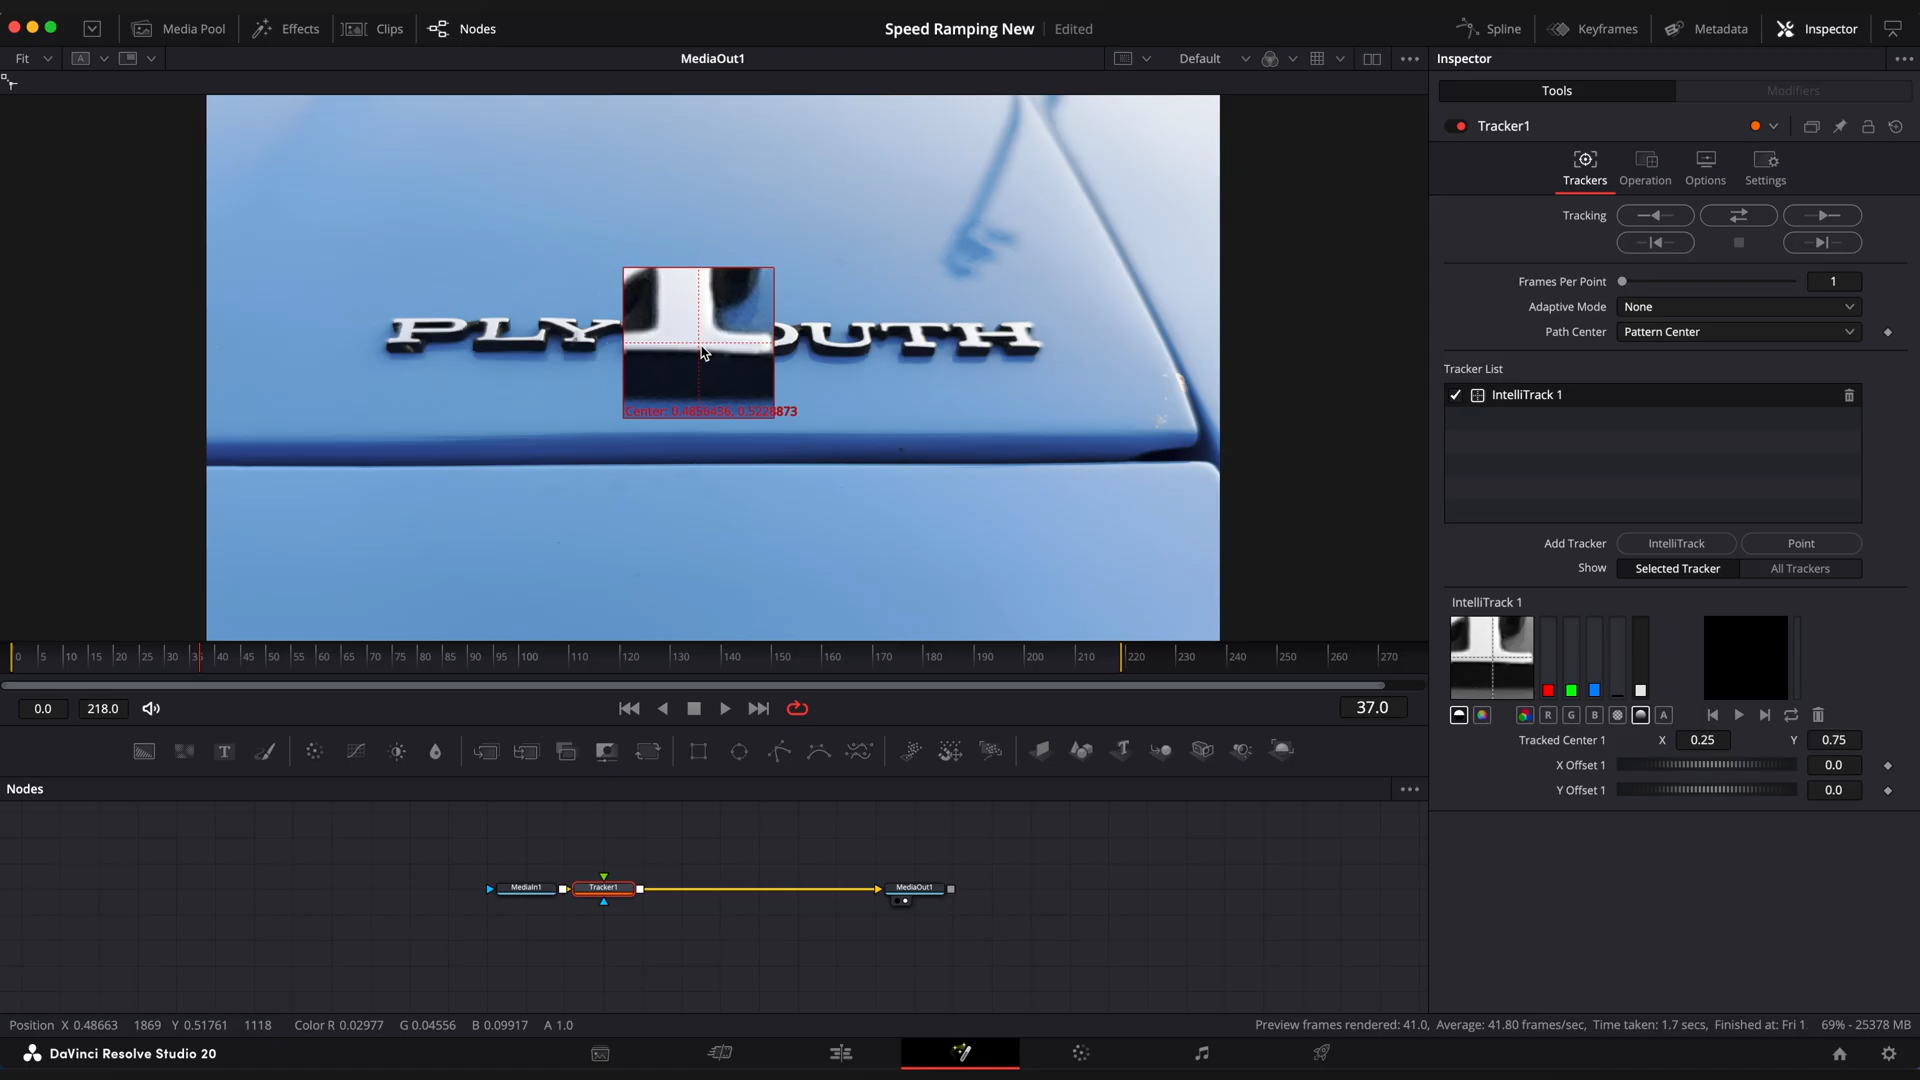 Media Pool Effects Clips Nodes Speed Ramping New Edited Spline Keyframes Metadata Inspector
Fit A MediaOut1 Default Inspector
Tools Modifiers
Tracker1
Trackers Operation Options Settings
Tracking
Frames Per Point 1
Adaptive Mode None
Path Center Pattern Center
PLY OUTH
Center: 0.4856436, 0.5228873
Tracker List
IntelliTrack 1
Add Tracker IntelliTrack Point
Show Selected Tracker All Trackers
IntelliTrack 1
0 5 10 15 20 25 30 35 40 45 50 55 60 65 70 75 80 85 90 95 100 110 120 130 140 150 160 170 180 190 200 210 220 230 240 250 260 270
0.0 218.0 37.0
R G B A
Tracked Center 1 X 0.25 Y 0.75
X Offset 1 0.0
Y Offset 1 0.0
T T
Nodes
MediaIn1 Tracker1 MediaOut1
Position X 0.48663 1869 Y 0.51761 1118 Color R 0.02977 G 0.04556 B 0.09917 A 1.0 Preview frames rendered: 41.0, Average: 41.80 frames/sec, Time taken: 1.7 secs, Finished at: Fri 1 69% - 25378 MB
DaVinci Resolve Studio 20